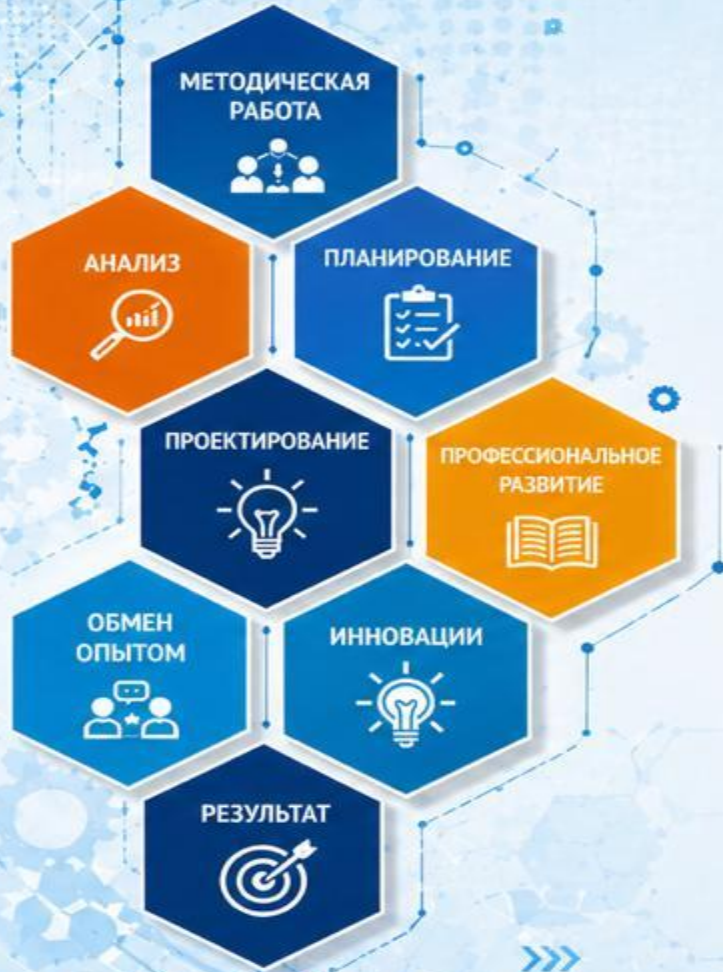 МЕТОДИЧЕСКАЯ
РАБОТА
АНАЛИЗ
ПЛАНИРОВАНИЕ
ПРОЕКТИРОВАНИЕ
ПРОФЕССИОНАЛЬНОЕ
РАЗВИТИЕ
ОБМЕН
ОПЫТОМ
ИННОВАЦИИ
РЕЗУЛЬТАТ